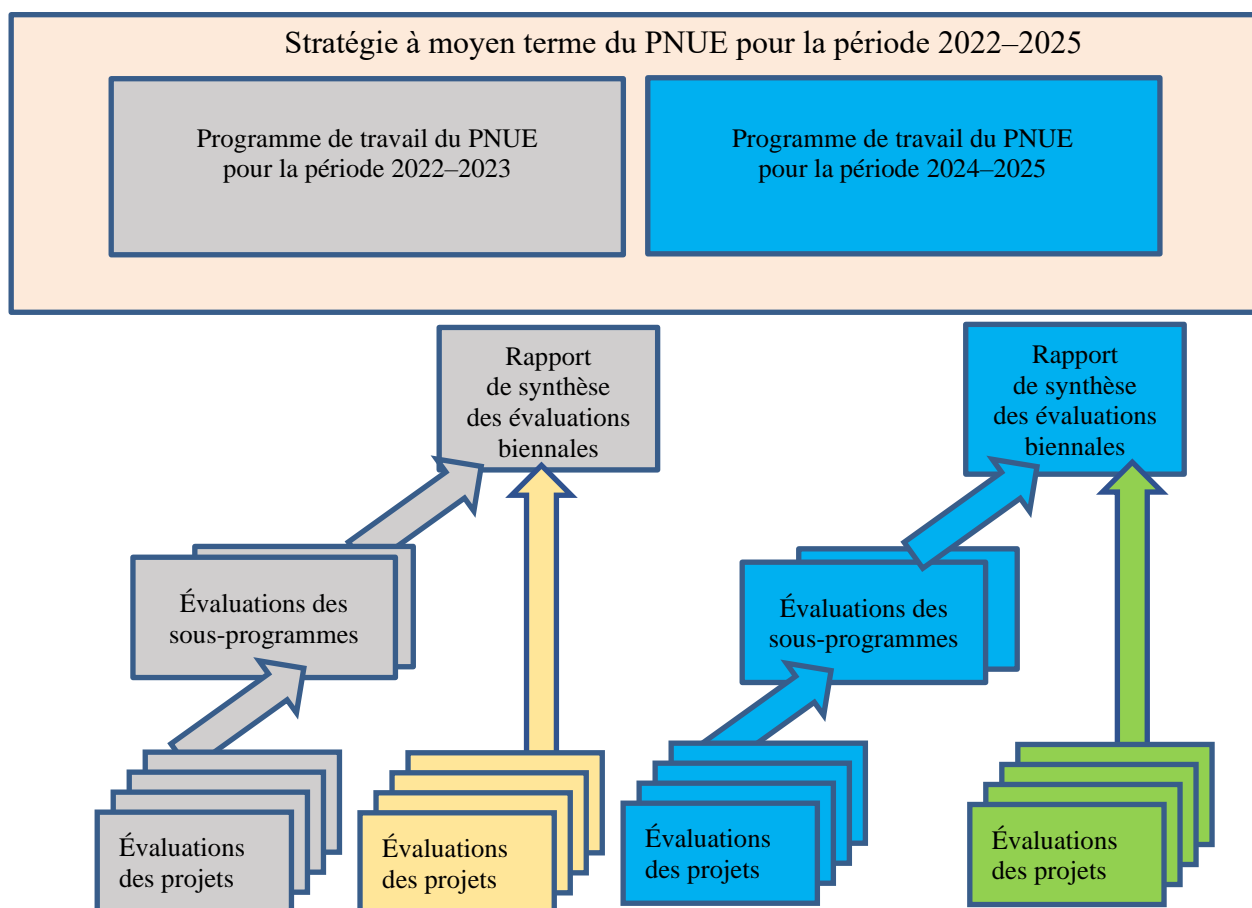 Stratégie à moyen terme du PNUE pour la période 2022–2025
Programme de travail du PNUE
pour la période 2022–2023
Programme de travail du PNUE
pour la période 2024–2025
Rapport
de synthèse
des évaluations
biennales
Rapport
de synthèse
des évaluations
biennales
Évaluations des
sous-programmes
Évaluations des
sous-programmes
Évaluations
des projets
Évaluations
des projets
Évaluations
des projets
Évaluations
des projets